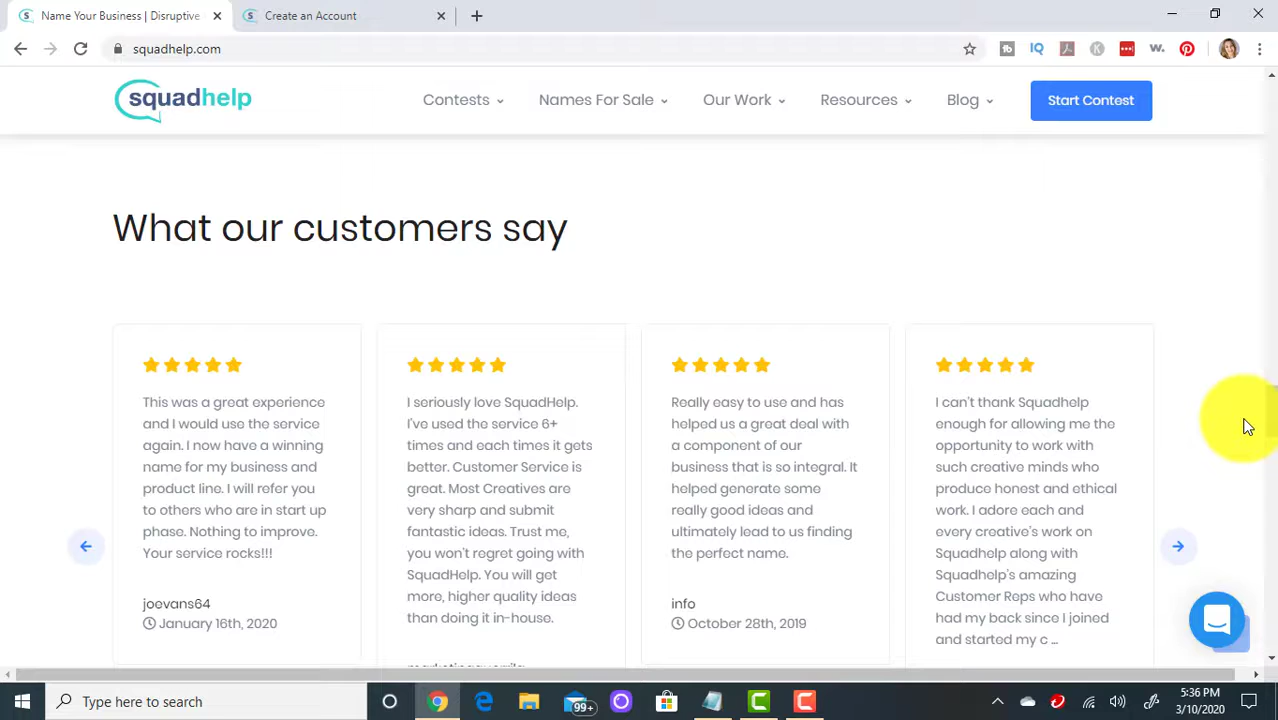 Name Your Business | Disruptive
Create an Account
squadhelp.com
squadhelp
Contests
Names For Sale
Our Work
Resources
Blog
Start Contest
What our customers say
This was a great experience
and I would use the service
again. I now have a winning
name for my business and
product line. I will refer you
to others who are in start up
phase. Nothing to improve.
Your service rocks!!!
joevans64
January 16th, 2020
I seriously love SquadHelp.
I've used the service 6+
times and each times it gets
better. Customer Service is
great. Most Creatives are
very sharp and submit
fantastic ideas. Trust me,
you won't regret going with
SquadHelp. You will get
more, higher quality ideas
than doing it in-house.
Really easy to use and has
helped us a great deal with
a component of our
business that is so integral. It
helped generate some
really good ideas and
ultimately lead to us finding
the perfect name.
info
October 28th, 2019
I can't thank Squadhelp
enough for allowing me the
opportunity to work with
such creative minds who
produce honest and ethical
work. I adore each and
every creative's work on
Squadhelp along with
Squadhelp's amazing
Customer Reps who have
had my back since I joined
and started my c ...
Type here to search
99+
5:36 PM
3/10/2020